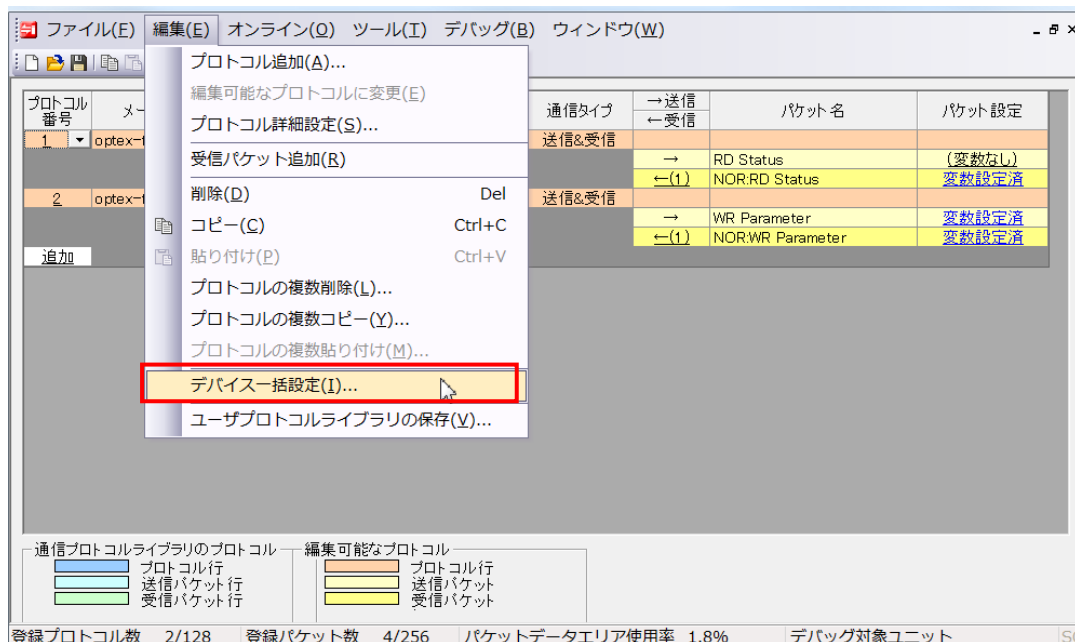 ファイル(F) 編集(E) オンライン(O) ツール(T) デバッグ(B) ウィンドウ(W)
プロトコル追加(A)...
編集可能なプロトコルに変更(E)
プロトコル詳細設定(S)...
受信パケット追加(R)
削除(D) Del
コピー(C) Ctrl+C
貼り付け(P) Ctrl+V
プロトコルの複数削除(L)...
プロトコルの複数コピー(Y)...
プロトコルの複数貼り付け(M)...
デバイス一括設定(I)...
ユーザプロトコルライブラリの保存(V)...
プロトコル番号 メー 通信タイプ →送信 ←受信 パケット名 パケット設定
1 optex-f 送信&受信
→ RD Status (変数なし)
←(1) NOR:RD Status 変数設定済
2 optex-f 送信&受信
→ WR Parameter 変数設定済
←(1) NOR:WR Parameter 変数設定済
追加
通信プロトコルライブラリのプロトコル
プロトコル行
送信パケット行
受信パケット行
編集可能なプロトコル
プロトコル行
送信パケット
受信パケット
登録プロトコル数 2/128 登録パケット数 4/256 パケットデータエリア使用率 1.8% デバッグ対象ユニット